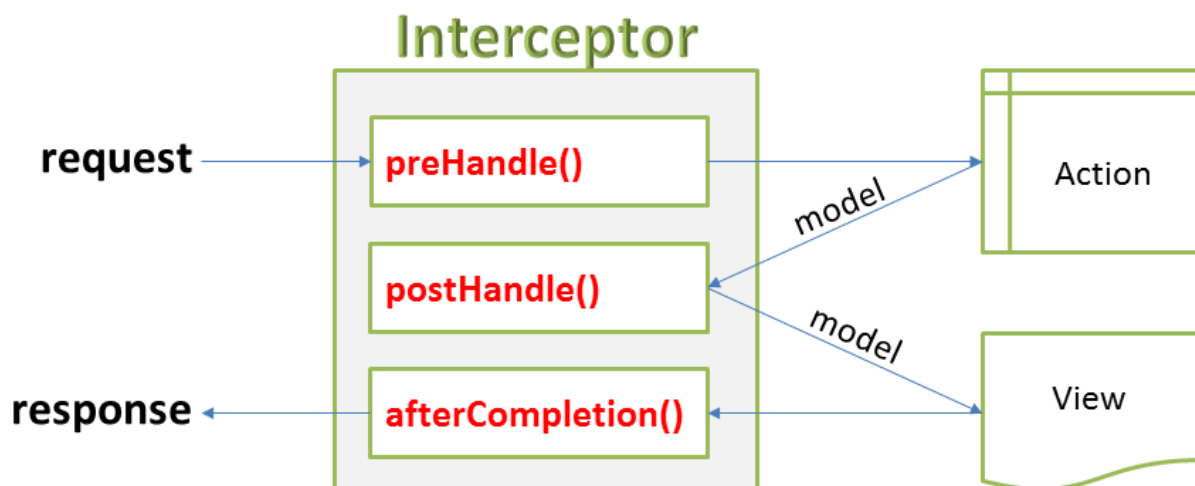 Interceptor
request
preHandle()
Action
model
postHandle()
model
View
response
afterCompletion()